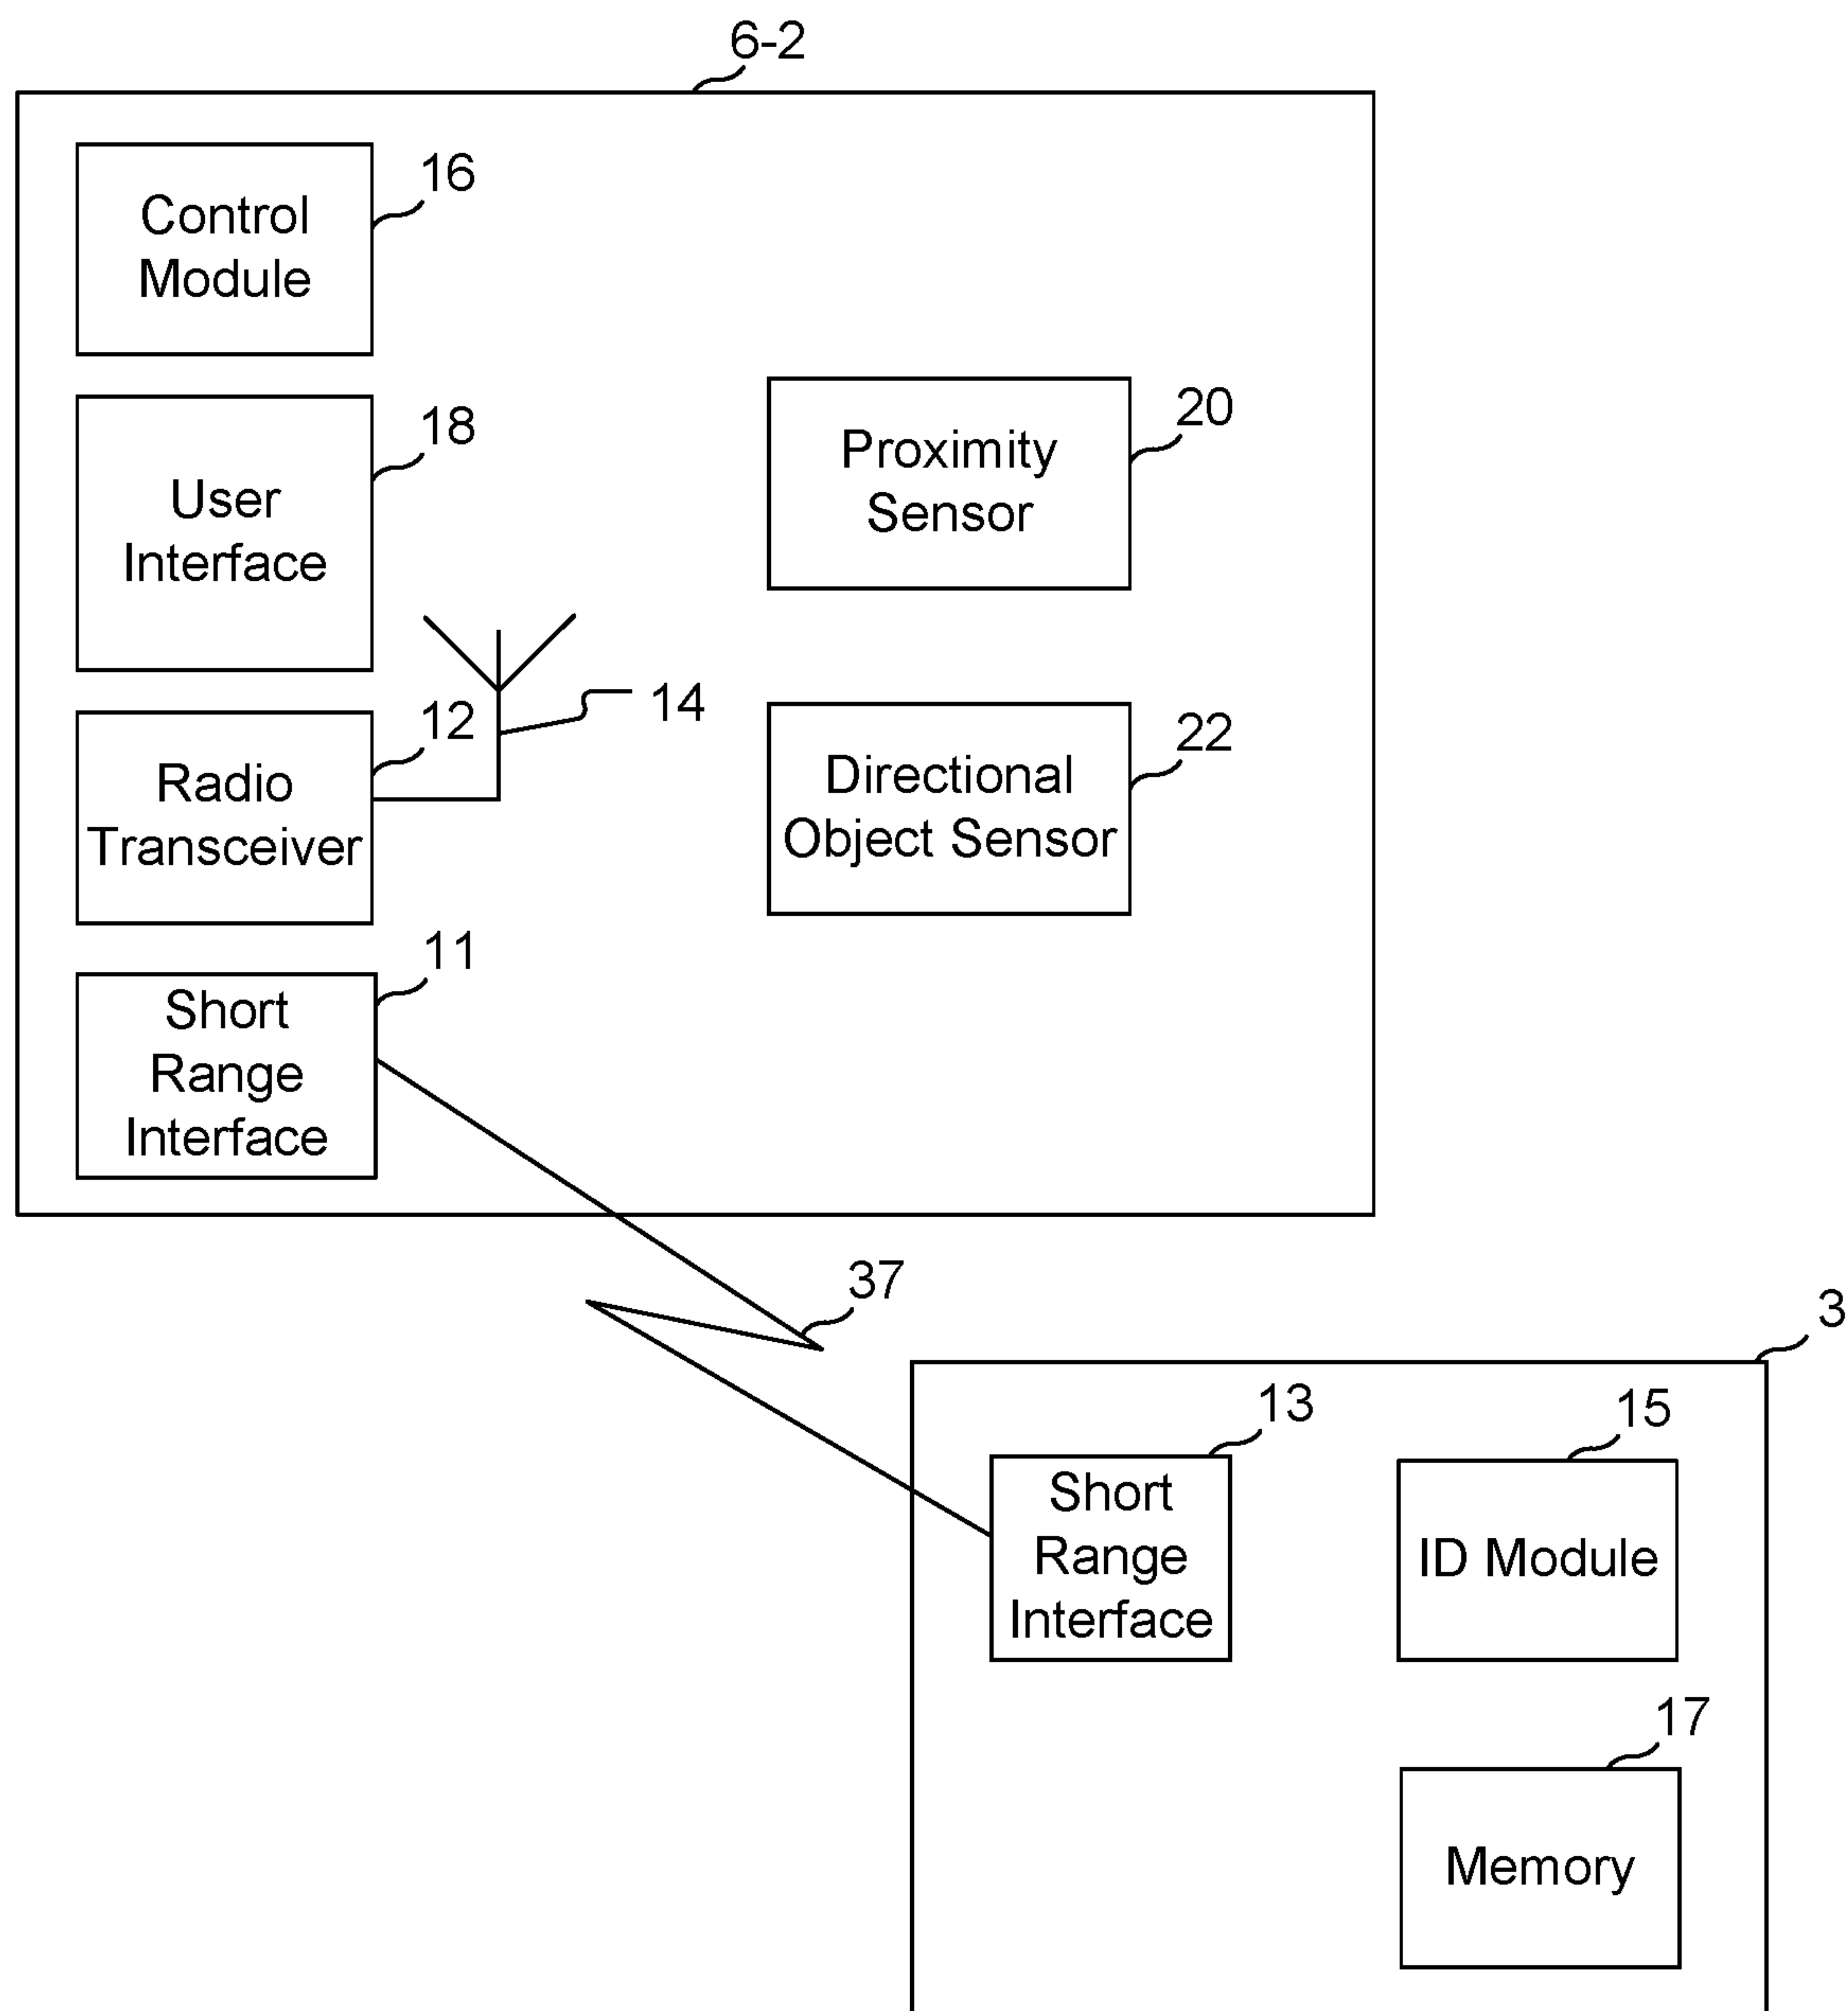 6-2
Control
Module
16
User
Interface
18
Proximity
Sensor
20
Radio
Transceiver
12
14
Directional
Object Sensor
22
Short
Range
Interface
11
37
3
Short
Range
Interface
13
ID Module
15
Memory
17